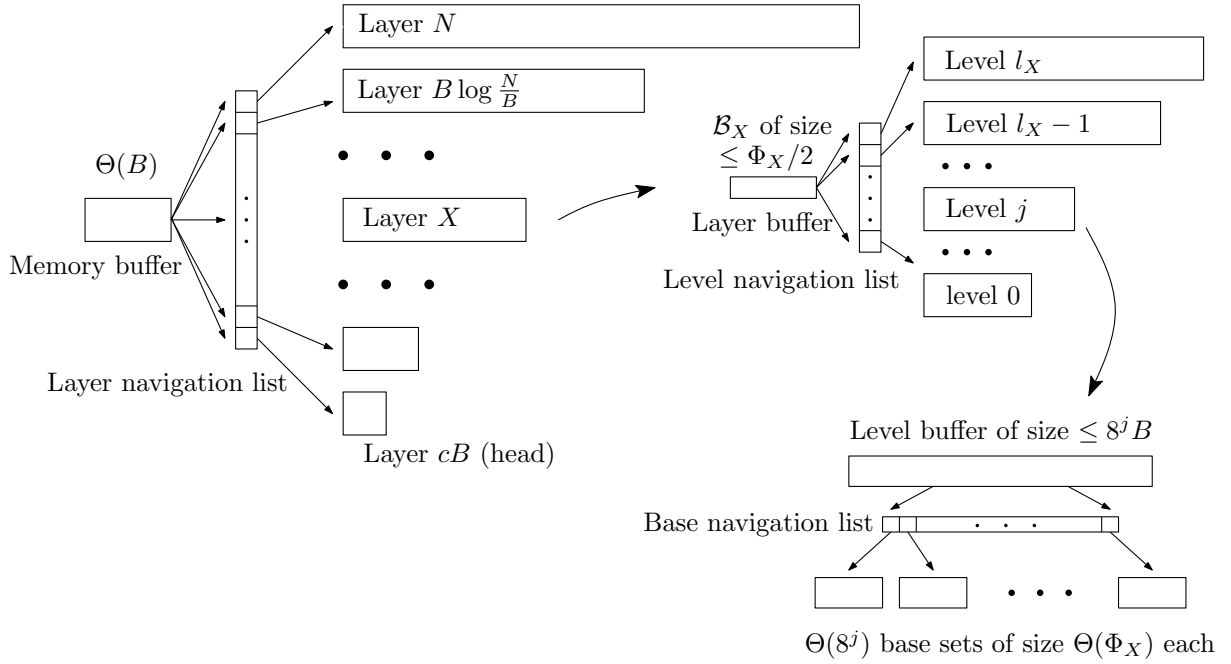 Layer N
Layer B log N/B
Θ(B)
Memory buffer
Layer X
Layer navigation list
Layer cB (head)
ℬ_X of size
≤ Φ_X/2
Layer buffer
Level navigation list
Level l_X
Level l_X − 1
Level j
level 0
Level buffer of size ≤ 8^j B
Base navigation list
Θ(8^j) base sets of size Θ(Φ_X) each